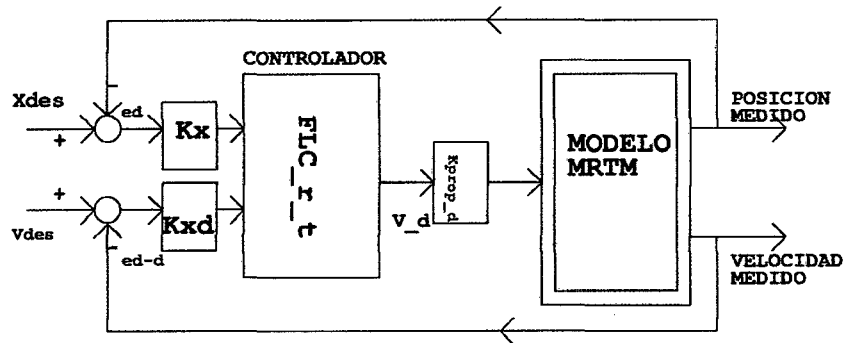 CONTROLADOR
Xdes
+
-
ed
Kx
FLC_r_t
Kprop_d
MODELO
MRTM
POSICION
MEDIDO
+
Vdes
-
ed-d
Kxd
V_d
VELOCIDAD
MEDIDO